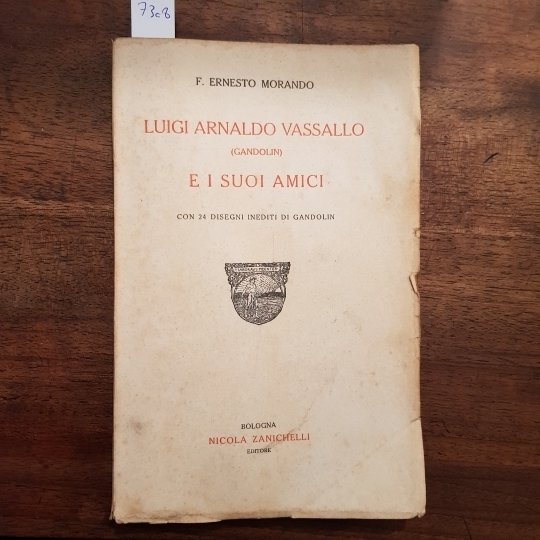 7308
F. ERNESTO MORANDO
LUIGI ARNALDO VASSALLO
(GANDOLIN)
E I SUOI AMICI
CON 24 DISEGNI INEDITI DI GANDOLIN
BOLOGNA
NICOLA ZANICHELLI
EDITORE